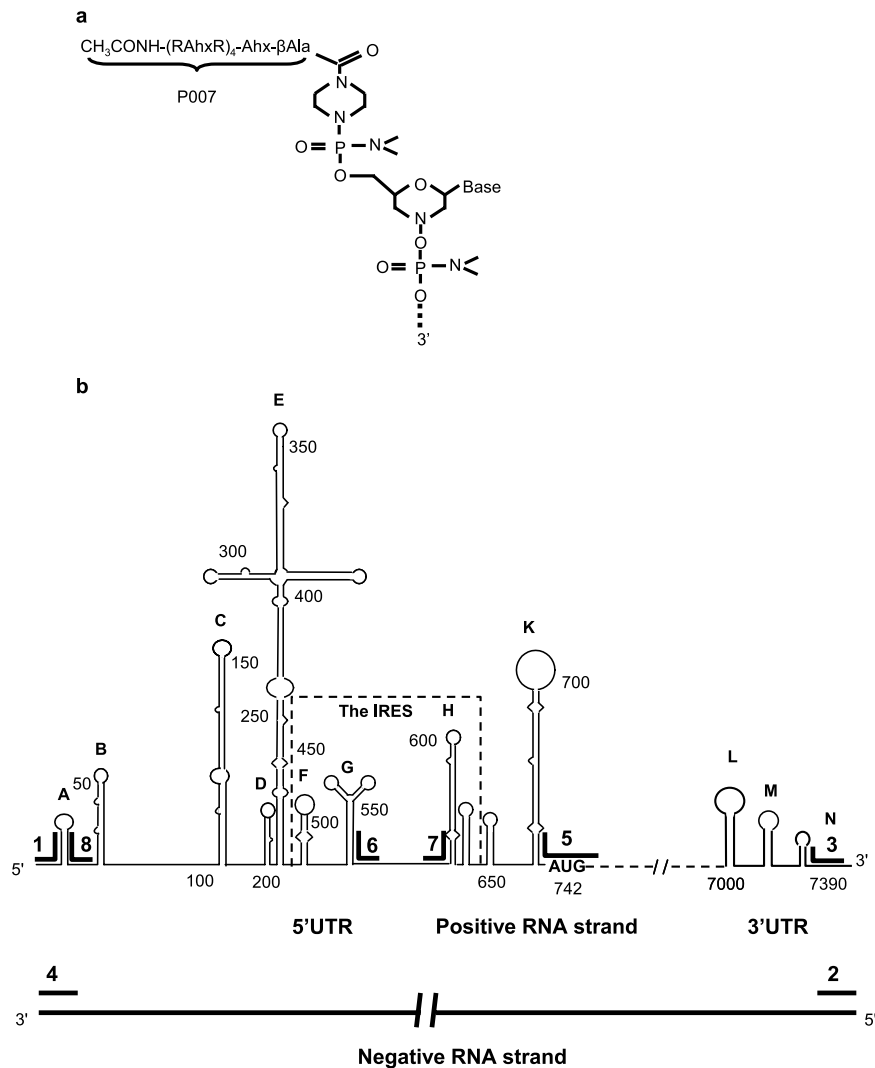 a
CH₃CONH-(RAhxR)₄-Ahx-βAla
O
P007
N
N
O
P
N
O
O
Base
N
O
O
P
N
O
3'
b
E
350
300
400
C
150
K
700
250
The IRES
H
600
450
B
50
A
D
F
G
500
550
L
M
N
1
8
6
7
5
3
5'
AUG
3'
100
200
650
742
7000
7390
5'UTR
Positive RNA strand
3'UTR
4
2
3'
5'
Negative RNA strand